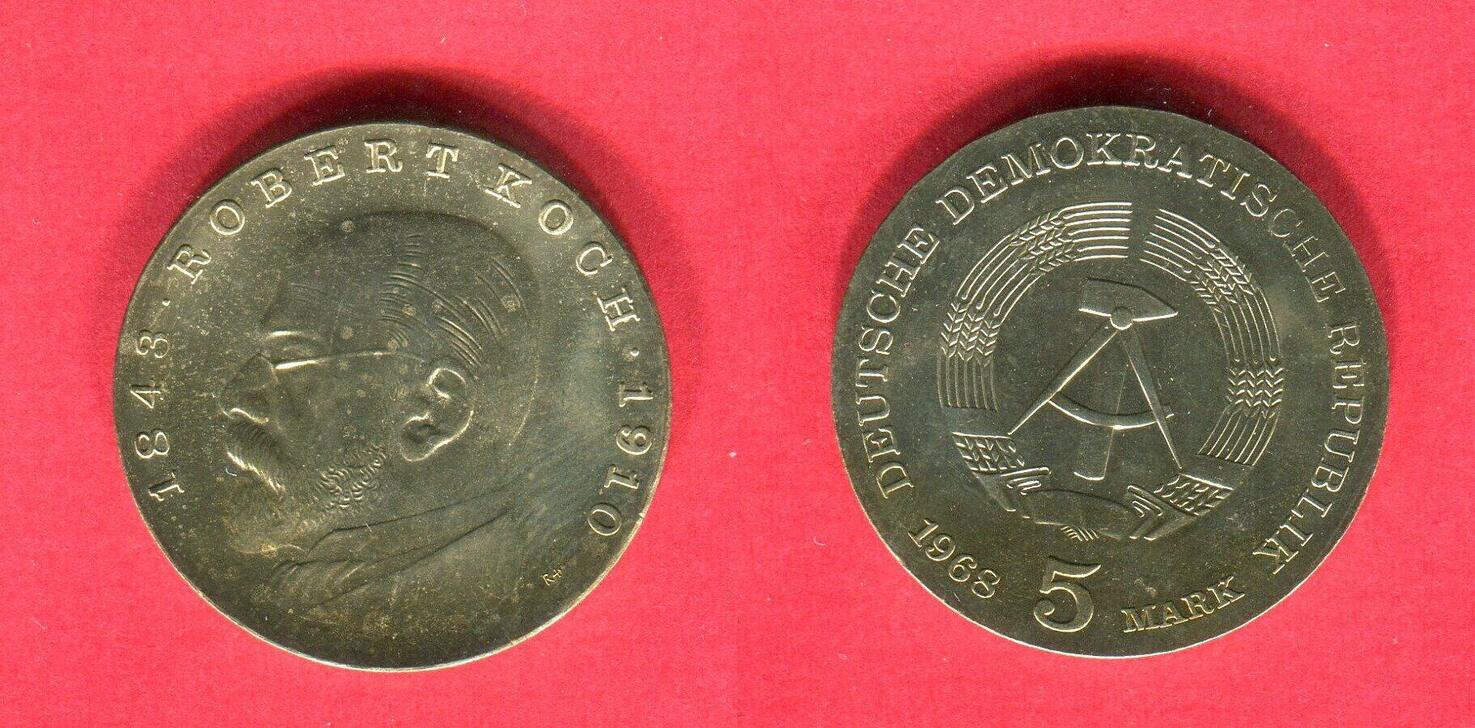 1843 · ROBERT KOCH · 1910
DEUTSCHE DEMOKRATISCHE REPUBLIK
1968 5 MARK